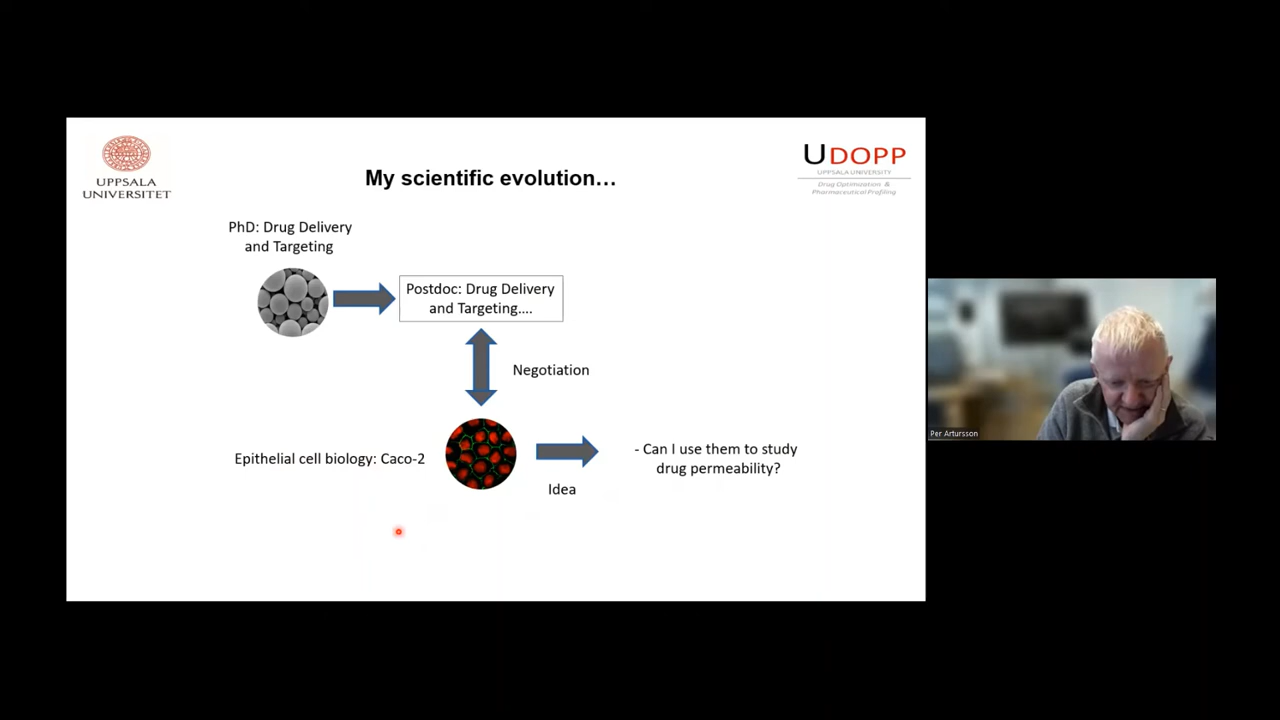 UPPSALA
UNIVERSITET
My scientific evolution…
UDOPP
UPPSALA UNIVERSITY
Drug Optimization &
Pharmaceutical Profiling
PhD: Drug Delivery
and Targeting
Postdoc: Drug Delivery
and Targeting....
Negotiation
Epithelial cell biology: Caco-2
Idea
- Can I use them to study
drug permeability?
Per Artursson